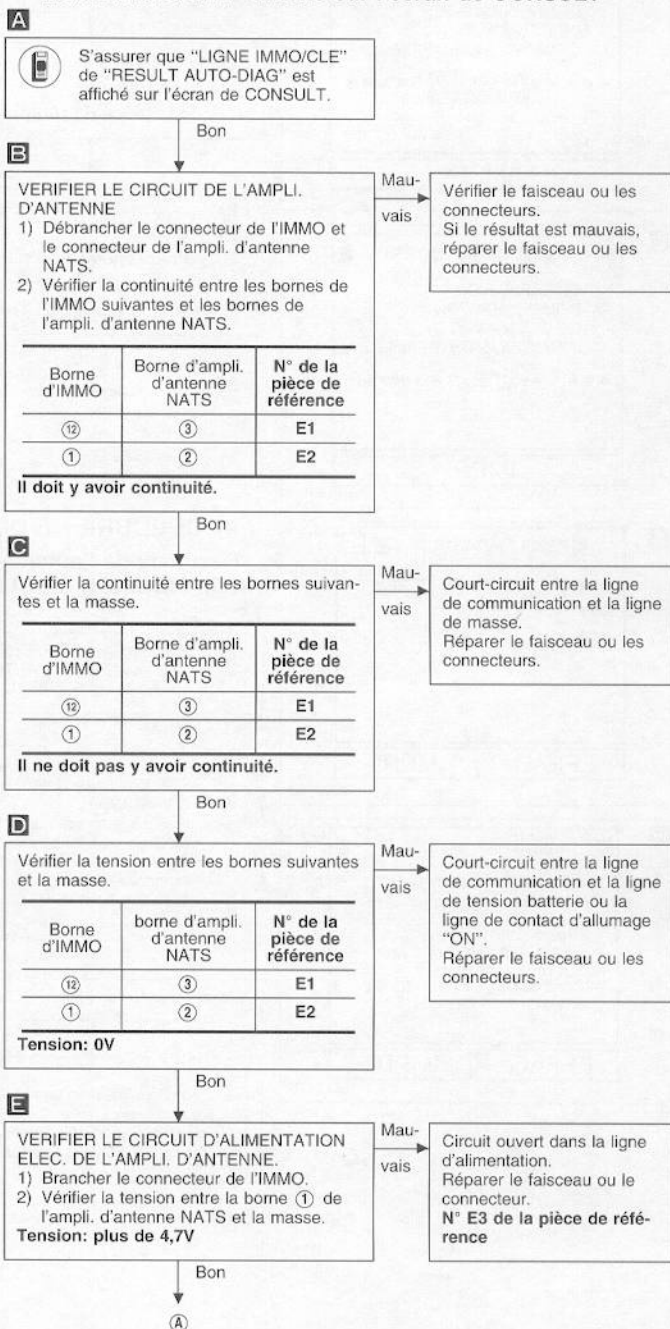 A
S'assurer que "LIGNE IMMO/CLE"
de "RESULT AUTO-DIAG" est
affiché sur l'écran de CONSULT.
Bon
B
VERIFIER LE CIRCUIT DE L'AMPLI.
D'ANTENNE
1) Débrancher le connecteur de l'IMMO et
le connecteur de l'ampli. d'antenne
NATS.
2) Vérifier la continuité entre les bornes de
l'IMMO suivantes et les bornes de
l'ampli. d'antenne NATS.
Borne d'IMMO | Borne d'ampli. d'antenne NATS | N° de la pièce de référence
⑫ ③ E1
① ② E2
Il doit y avoir continuité.
Mau-
vais
Vérifier le faisceau ou les
connecteurs.
Si le résultat est mauvais,
réparer le faisceau ou les
connecteurs.
Bon
C
Vérifier la continuité entre les bornes suivan-
tes et la masse.
Borne d'IMMO | Borne d'ampli. d'antenne NATS | N° de la pièce de référence
⑫ ③ E1
① ② E2
Il ne doit pas y avoir continuité.
Mau-
vais
Court-circuit entre la ligne
de communication et la ligne
de masse.
Réparer le faisceau ou les
connecteurs.
Bon
D
Vérifier la tension entre les bornes suivantes
et la masse.
Borne d'IMMO | borne d'ampli. d'antenne NATS | N° de la pièce de référence
⑫ ③ E1
① ② E2
Tension: 0V
Mau-
vais
Court-circuit entre la ligne
de communication et la ligne
de tension batterie ou la
ligne de contact d'allumage
"ON".
Réparer le faisceau ou les
connecteurs.
Bon
E
VERIFIER LE CIRCUIT D'ALIMENTATION
ELEC. DE L'AMPLI. D'ANTENNE.
1) Brancher le connecteur de l'IMMO.
2) Vérifier la tension entre la borne ① de
l'ampli. d'antenne NATS et la masse.
Tension: plus de 4,7V
Mau-
vais
Circuit ouvert dans la ligne
d'alimentation.
Réparer le faisceau ou le
connecteur.
N° E3 de la pièce de réfé-
rence
Bon
Ⓐ